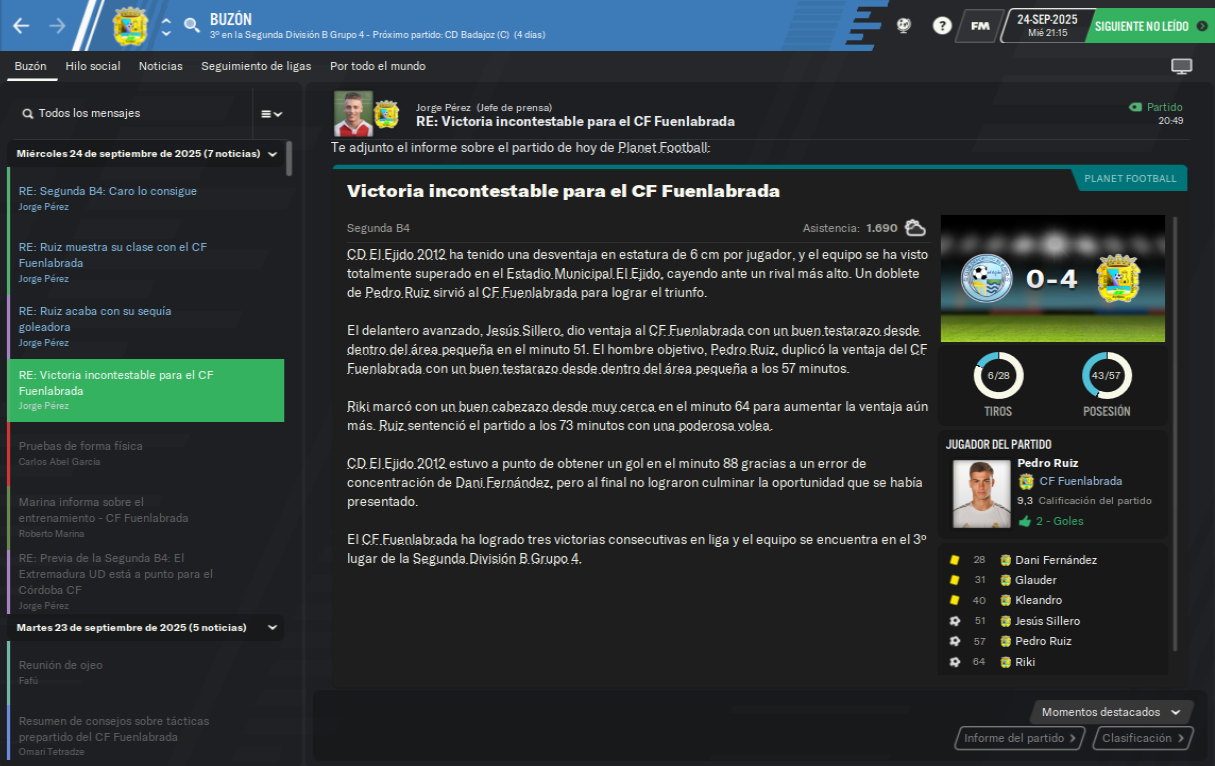 BUZÓN
3º en la Segunda División B Grupo 4 - Próximo partido: CD Badajoz (C) (4 días)
?
FM
24-SEP-2025
Mié 21:15
SIGUIENTE NO LEÍDO
Buzón
Hilo social
Noticias
Seguimiento de ligas
Por todo el mundo
Todos los mensajes
Miércoles 24 de septiembre de 2025 (7 noticias)
RE: Segunda B4: Caro lo consigue
Jorge Pérez
RE: Ruiz muestra su clase con el CF
Fuenlabrada
Jorge Pérez
RE: Ruiz acaba con su sequía
goleadora
Jorge Pérez
RE: Victoria incontestable para el CF
Fuenlabrada
Jorge Pérez
Pruebas de forma física
Carlos Abel García
Marina informa sobre el
entrenamiento - CF Fuenlabrada
Roberto Marina
RE: Previa de la Segunda B4: El
Extremadura UD está a punto para el
Córdoba CF
Jorge Pérez
Martes 23 de septiembre de 2025 (5 noticias)
Reunión de ojeo
Fafú
Resumen de consejos sobre tácticas
prepartido del CF Fuenlabrada
Omari Tetradze
Jorge Pérez (Jefe de prensa)
RE: Victoria incontestable para el CF Fuenlabrada
Partido
20:49
Te adjunto el informe sobre el partido de hoy de Planet Football:
PLANET FOOTBALL
Victoria incontestable para el CF Fuenlabrada
Segunda B4
Asistencia: 1.690
CD El Ejido 2012 ha tenido una desventaja en estatura de 6 cm por jugador, y el equipo se ha visto
totalmente superado en el Estadio Municipal El Ejido, cayendo ante un rival más alto. Un doblete
de Pedro Ruiz sirvió al CF Fuenlabrada para lograr el triunfo.
El delantero avanzado, Jesús Sillero, dio ventaja al CF Fuenlabrada con un buen testarazo desde
dentro del área pequeña en el minuto 51. El hombre objetivo, Pedro Ruiz, duplicó la ventaja del CF
Fuenlabrada con un buen testarazo desde dentro del área pequeña a los 57 minutos.
Riki marcó con un buen cabezazo desde muy cerca en el minuto 64 para aumentar la ventaja aún
más. Ruiz sentenció el partido a los 73 minutos con una poderosa volea.
CD El Ejido 2012 estuvo a punto de obtener un gol en el minuto 88 gracias a un error de
concentración de Dani Fernández, pero al final no lograron culminar la oportunidad que se había
presentado.
El CF Fuenlabrada ha logrado tres victorias consecutivas en liga y el equipo se encuentra en el 3º
lugar de la Segunda División B Grupo 4.
0-4
6/28
TIROS
43/57
POSESIÓN
JUGADOR DEL PARTIDO
Pedro Ruiz
CF Fuenlabrada
9,3 Calificación del partido
2 - Goles
28 Dani Fernández
31 Glauder
40 Kleandro
51 Jesús Sillero
57 Pedro Ruiz
64 Riki
Momentos destacados
Informe del partido
Clasificación